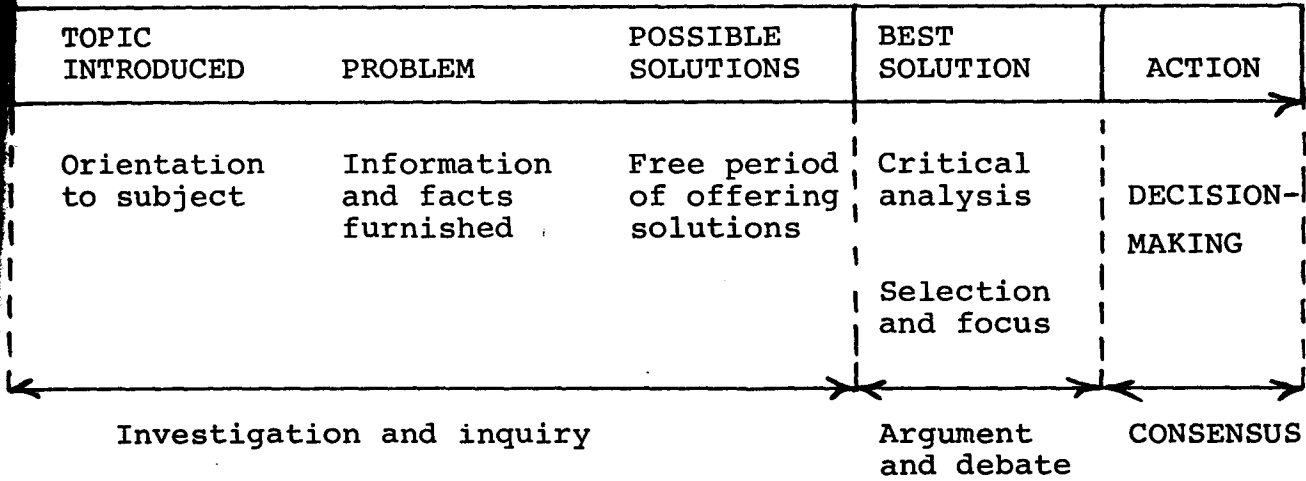 TOPIC INTRODUCED
PROBLEM
POSSIBLE SOLUTIONS
BEST SOLUTION
ACTION
Orientation
to subject
Information
and facts
furnished
Free period
of offering
solutions
Critical
analysis
Selection
and focus
DECISION-
MAKING
Investigation and inquiry
Argument
and debate
CONSENSUS